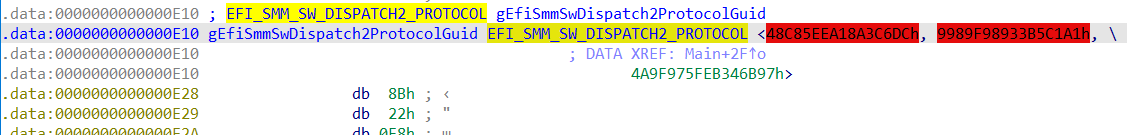 .data:0000000000000E10 ; EFI_SMM_SW_DISPATCH2_PROTOCOL gEfiSmmSwDispatch2ProtocolGuid
.data:0000000000000E10 gEfiSmmSwDispatch2ProtocolGuid EFI_SMM_SW_DISPATCH2_PROTOCOL <48C85EEA18A3C6DCh, 9989F98933B5C1A1h, \
.data:0000000000000E10 ; DATA XREF: Main+2F↑o
.data:0000000000000E10 4A9F975FEB346B97h>
.data:0000000000000E28 db 8Bh ; ‹
.data:0000000000000E29 db 22h ; "
.data:0000000000000E2A db 0E8h ;